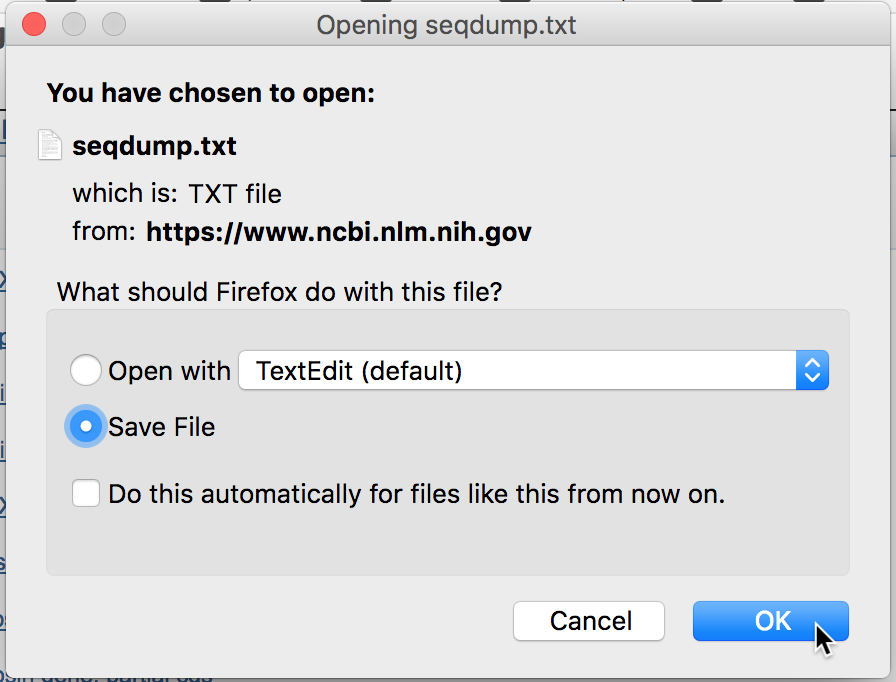 Opening seqdump.txt
You have chosen to open:
seqdump.txt
which is: TXT file
from: https://www.ncbi.nlm.nih.gov
What should Firefox do with this file?
Open with TextEdit (default)
Save File
Do this automatically for files like this from now on.
Cancel OK